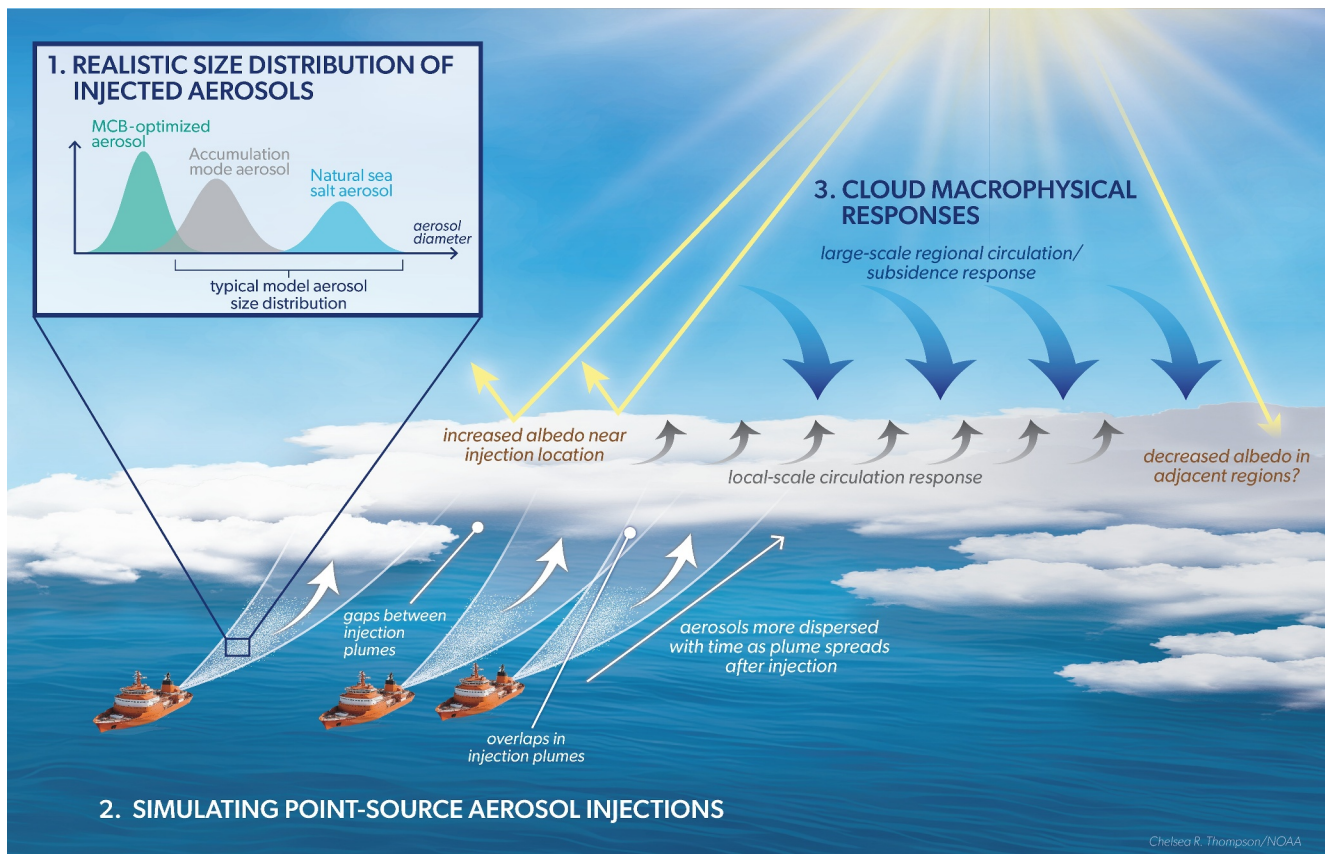 1. REALISTIC SIZE DISTRIBUTION OF
INJECTED AEROSOLS
MCB-optimized
aerosol
Accumulation
mode aerosol
Natural sea
salt aerosol
aerosol
diameter
typical model aerosol
size distribution
3. CLOUD MACROPHYSICAL
RESPONSES
large-scale regional circulation/
subsidence response
increased albedo near
injection location
local-scale circulation response
decreased albedo in
adjacent regions?
gaps between
injection
plumes
aerosols more dispersed
with time as plume spreads
after injection
overlaps in
injection plumes
2. SIMULATING POINT-SOURCE AEROSOL INJECTIONS
Chelsea R. Thompson/NOAA